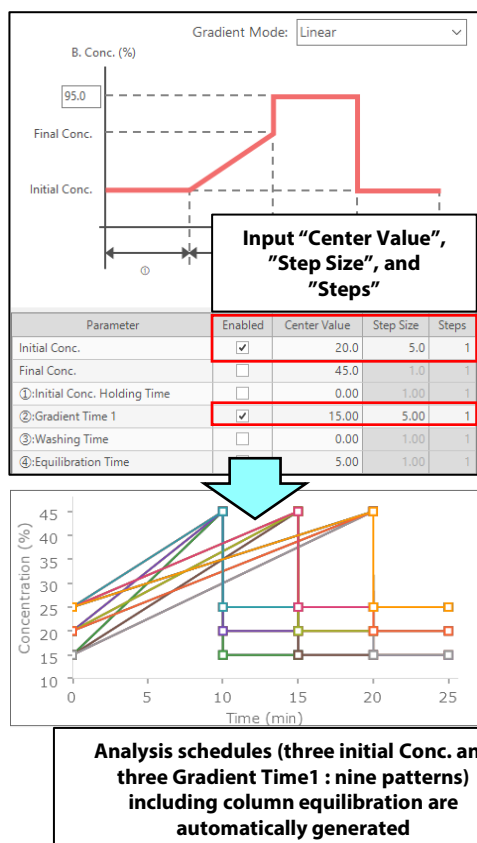 Gradient Mode: Linear
B. Conc. (%)
95.0
Final Conc.
Initial Conc.
①
Input “Center Value”,
”Step Size”, and
”Steps”
Parameter Enabled Center Value Step Size Steps
Initial Conc. 20.0 5.0 1
Final Conc. 45.0 1.0 1
①:Initial Conc. Holding Time 0.00 1.00 1
②:Gradient Time 1 15.00 5.00 1
③:Washing Time 0.00 1.00 1
④:Equilibration Time 5.00 1.00 1
Concentration (%)
45
40
35
30
25
20
15
10
0 5 10 15 20 25
Time (min)
Analysis schedules (three initial Conc. an
three Gradient Time1 : nine patterns)
including column equilibration are
automatically generated